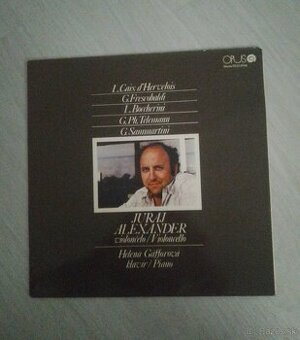 OPUS
L. Caix d'Hervelois
G. Frescobaldi
L. Boccherini
G. Ph. Telemann
G. Sammartini
JURAJ
ALEXANDER
violončelo / Violoncello
Helena Gáfforová
klavír / Piano